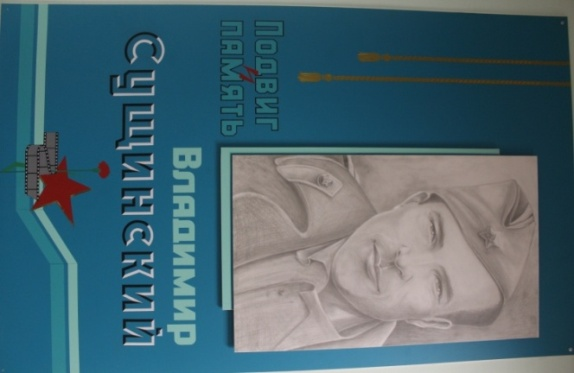 Подвиг
и
память
Владимир
Сущинский